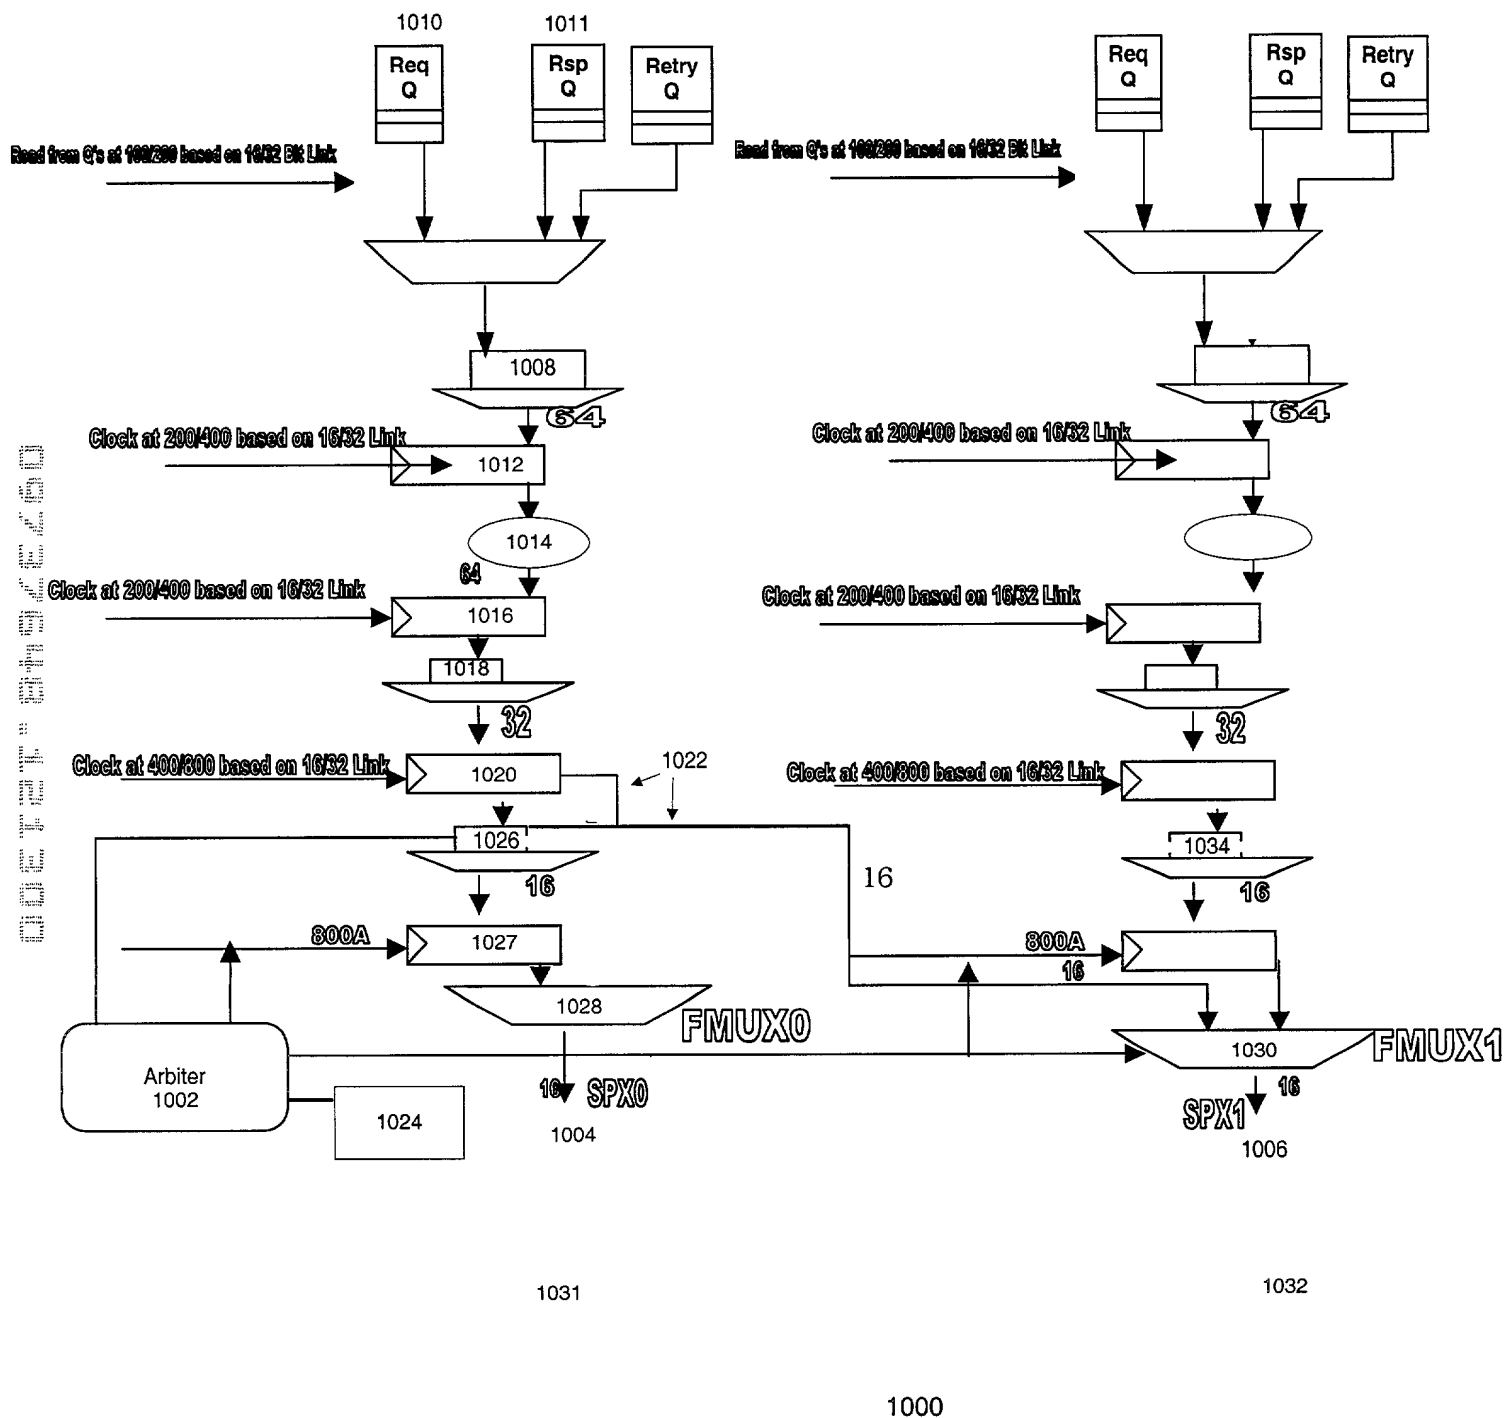 1010
1011
Req
Q
Rsp
Q
Retry
Q
Req
Q
Rsp
Q
Retry
Q
Read from Q's at 100/200 based on 16/32 Bit Link
Read from Q's at 100/200 based on 16/32 Bit Link
1008
64
64
Clock at 200/400 based on 16/32 Link
Clock at 200/400 based on 16/32 Link
1012
1014
64
Clock at 200/400 based on 16/32 Link
Clock at 200/400 based on 16/32 Link
1016
1018
32
32
Clock at 400/800 based on 16/32 Link
1020
1022
Clock at 400/800 based on 16/32 Link
1026
1034
16
16
16
800A
1027
800A
16
1028
FMUX0
1030
FMUX1
Arbiter
1002
1024
16
SPX0
1004
16
SPX1
1006
1031
1032
1000